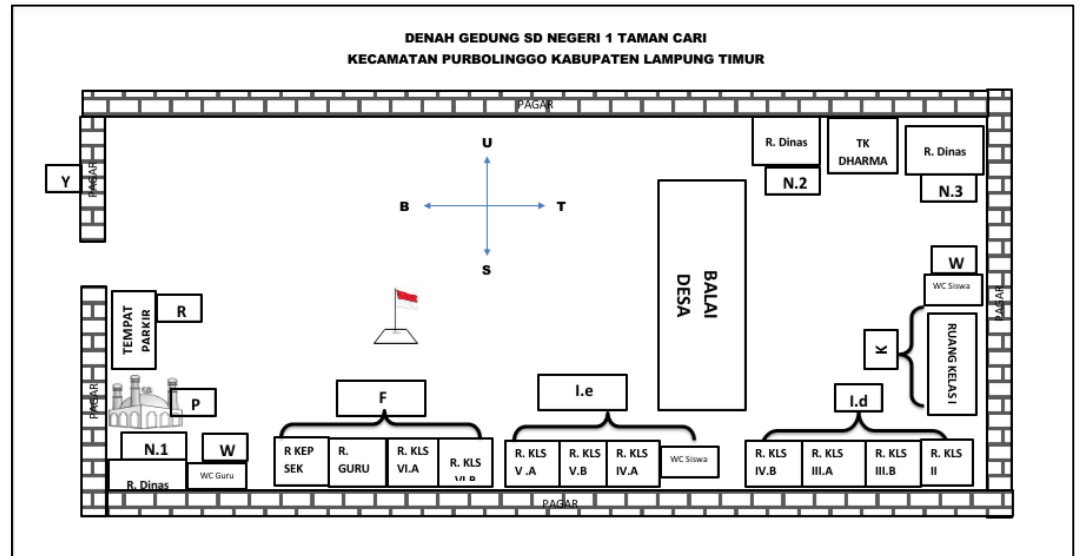 DENAH GEDUNG SD NEGERI 1 TAMAN CARI
KECAMATAN PURBOLINGGO KABUPATEN LAMPUNG TIMUR
PAGAR
PAGAR
Y
U
B
T
S
R. Dinas
TK
DHARMA
R. Dinas
N.2
N.3
BALAI
DESA
W
WC Siswa
PAGAR
K
RUANG KELAS I
TEMPAT
PARKIR
R
PAGAR
P
F
I.e
I.d
N.1
W
R. Dinas
WC Guru
R KEP
SEK
R.
GURU
R. KLS
VI.A
R. KLS
VI.B
R. KLS
V .A
R. KLS
V.B
R. KLS
IV.A
WC Siswa
R. KLS
IV.B
R. KLS
III.A
R. KLS
III.B
R. KLS
II
PAGAR